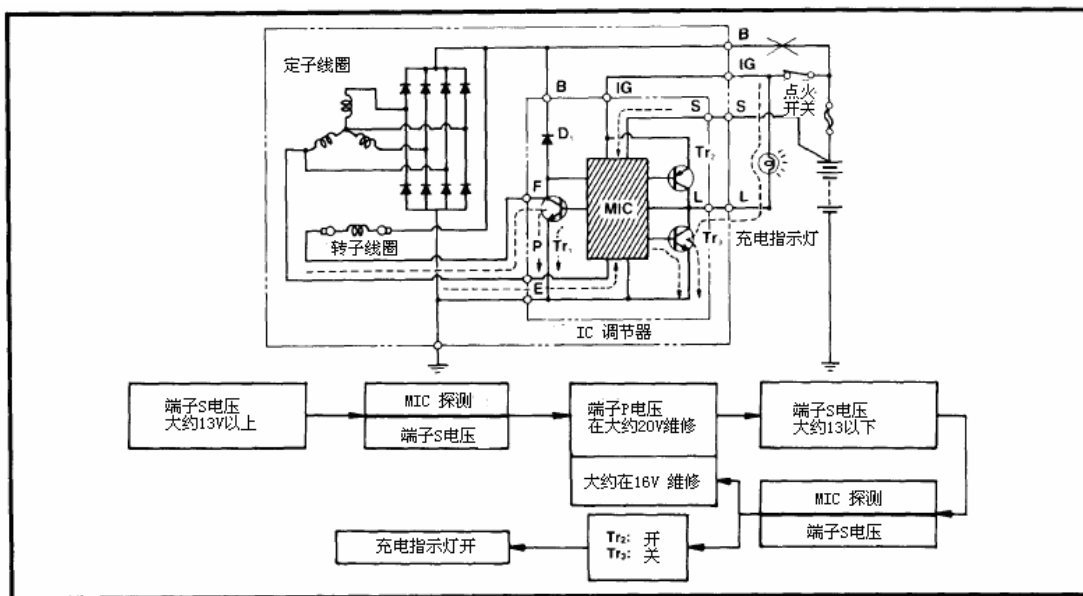 B
定子线圈
IG
B
IG
点火
开关
S
S
D₁
Tr₂
F
MIC
L
L
P
Tr₁
Tr₃
充电指示灯
转子线圈
E
IC 调节器
端子S电压
大约13V以上
MIC 探测
端子S电压
端子P电压
在大约20V维修
大约在16V 维修
端子S电压
大约13以下
MIC 探测
端子S电压
Tr₂: 开
Tr₃: 关
充电指示灯开